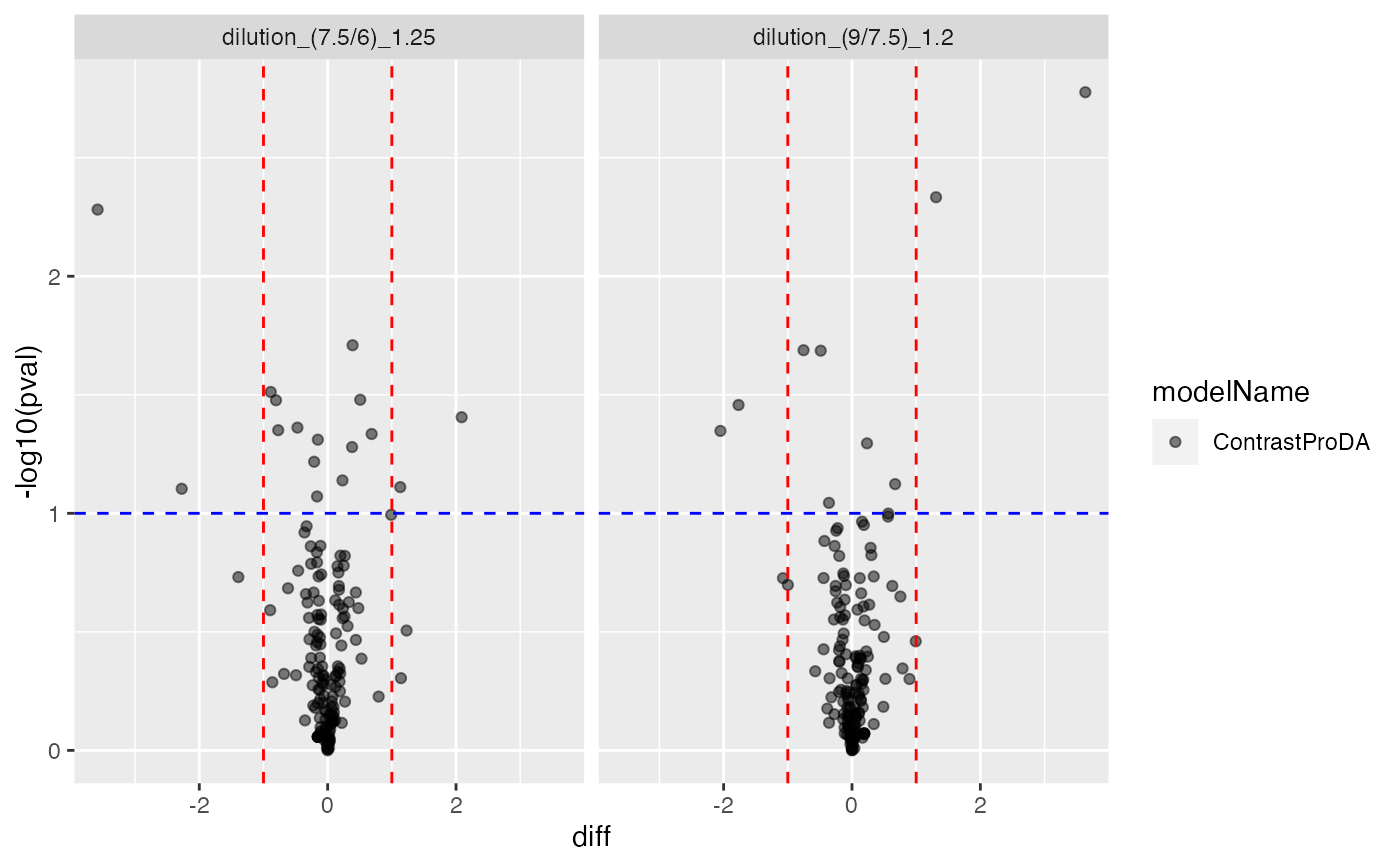 dilution_(7.5/6)_1.25
dilution_(9/7.5)_1.2
-log10(pval)
2
1
0
-2
0
2
-2
0
2
diff
modelName
ContrastProDA